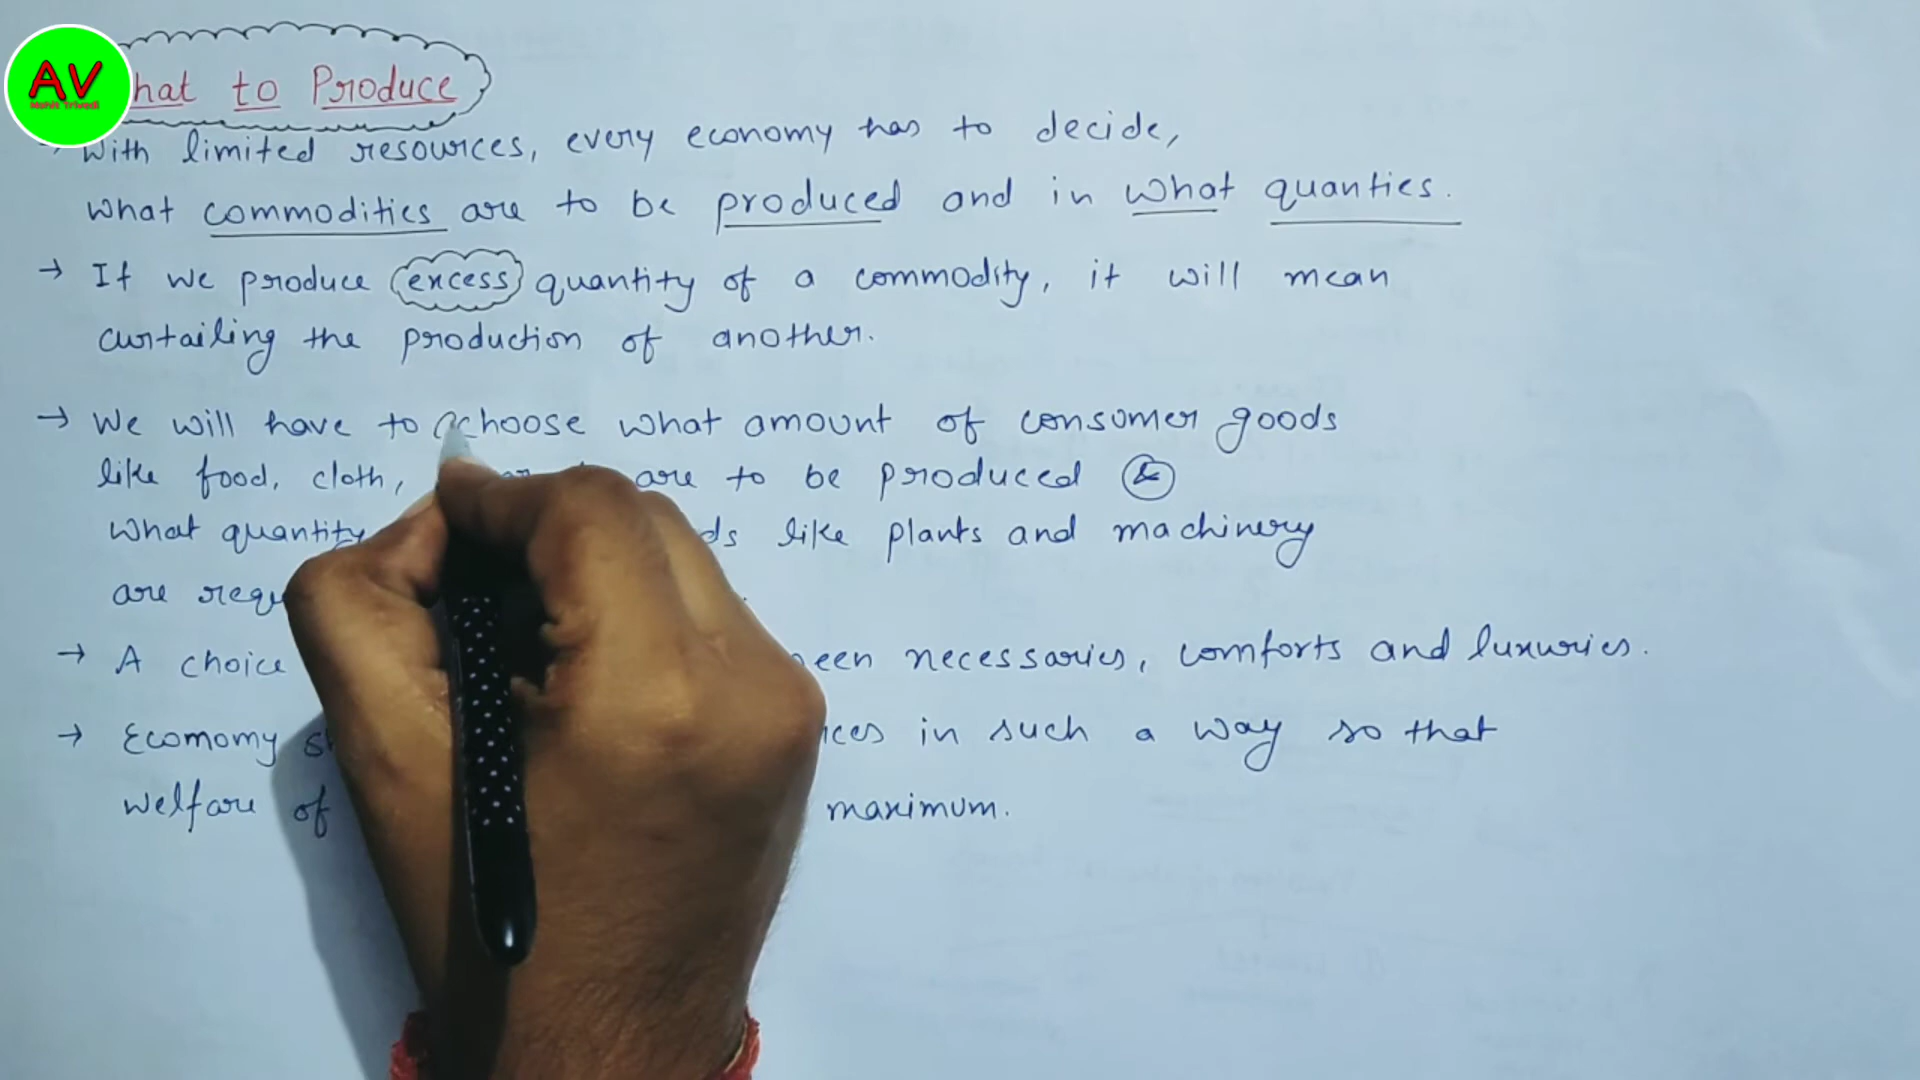 AV
Mohit Trivedi
hat to Produce
→ With limited resources, every economy has to decide,
what commodities are to be produced and in what quanties.
→ If we produce excess quantity of a commodity, it will mean
curtailing the production of another.
→ We will have to choose what amount of consumer goods
like food, cloth, are to be produced &
what quantity like plants and machinery
are
→ A choice necessaries, comforts and luxuries.
→ Ecomomy in such a way so that
welfare of maximum.